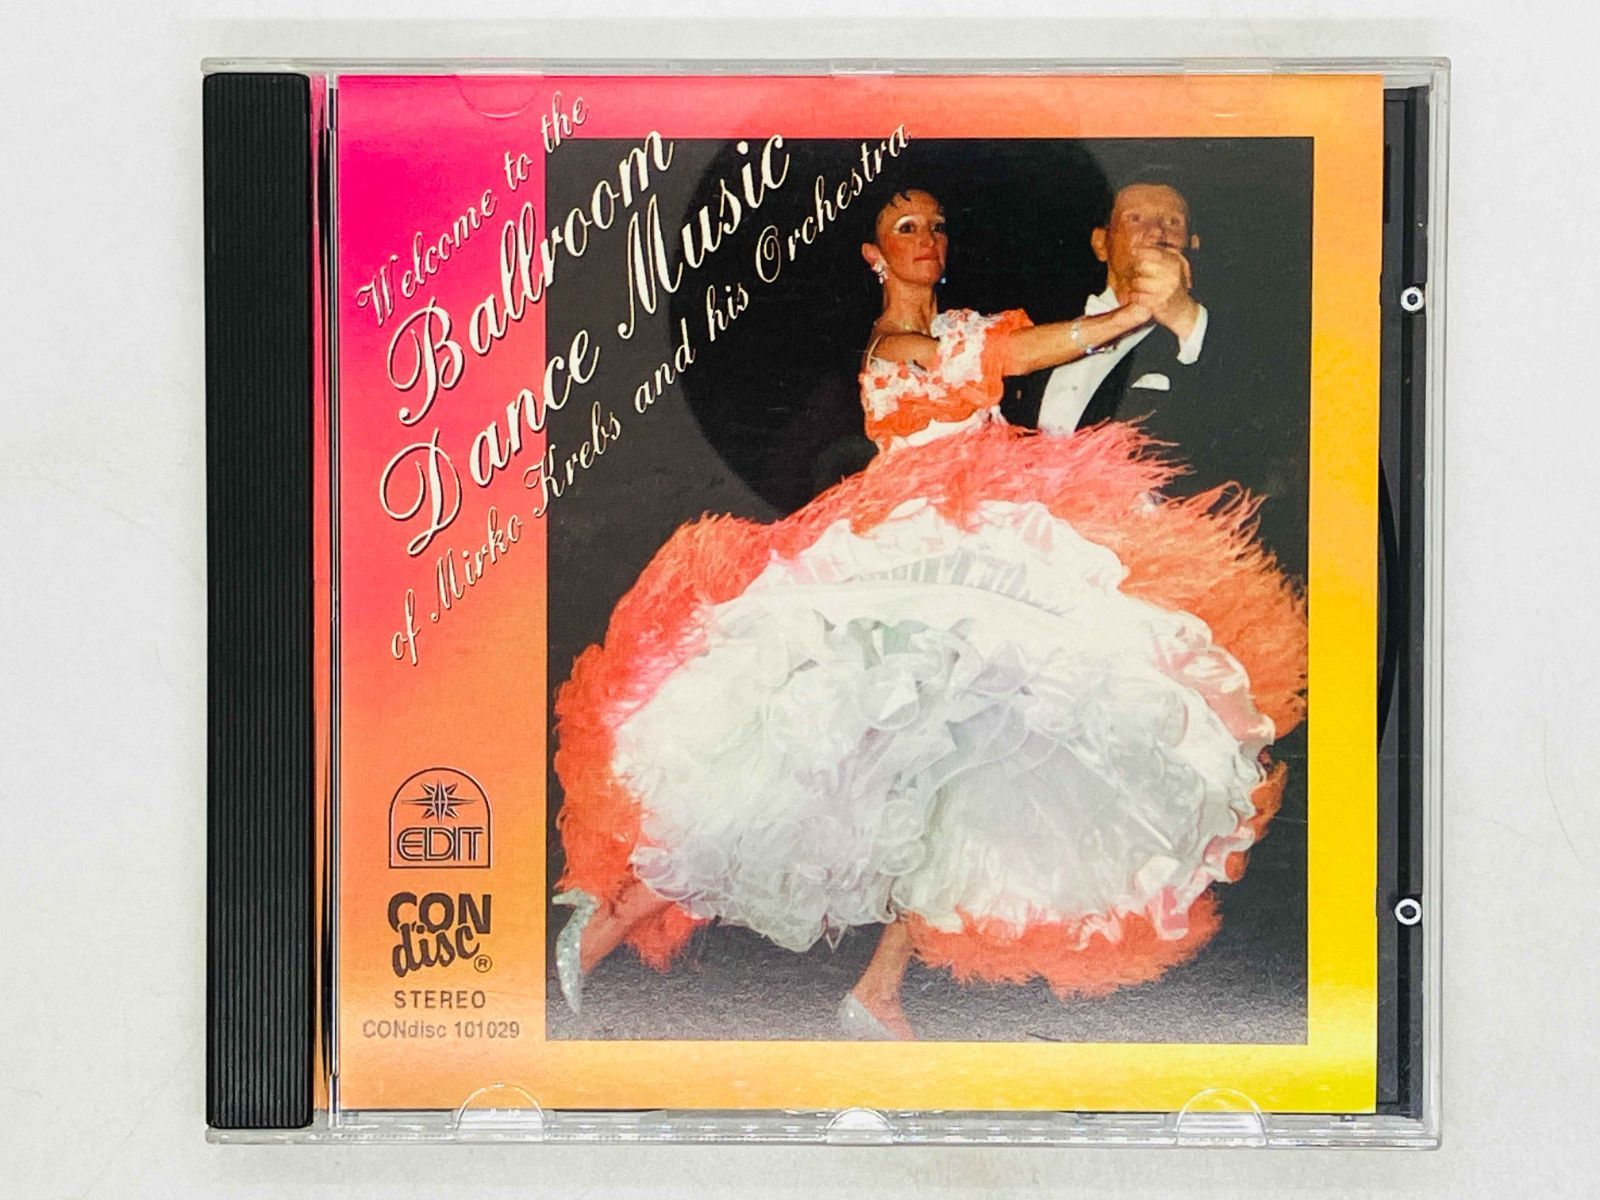 Welcome to the
Ballroom
Dance Music
of Mirko Krebs and his Orchestra
EDIT
CON
disc®
STEREO
CONdisc 101029